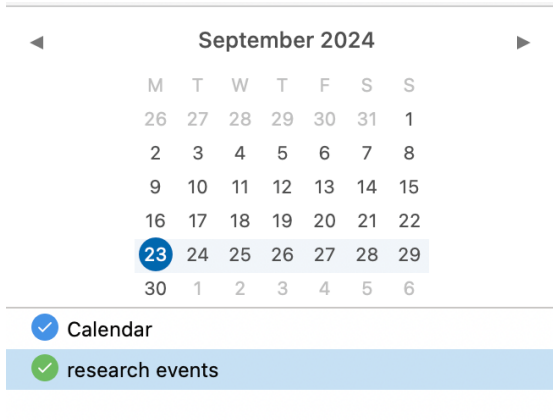 ◀ September 2024 ▶
M T W T F S S
26 27 28 29 30 31 1
2 3 4 5 6 7 8
9 10 11 12 13 14 15
16 17 18 19 20 21 22
23 24 25 26 27 28 29
30 1 2 3 4 5 6
Calendar
research events